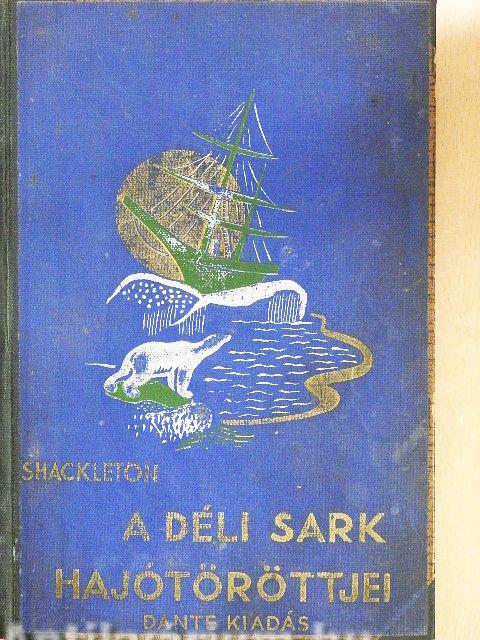 SHACKLETON
A DÉLI SARK
HAJÓTÖRÖTTJEI
DANTE KIADÁS